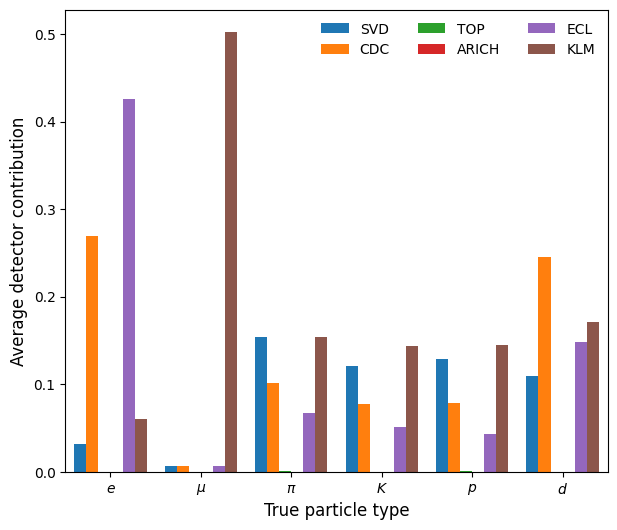 Average detector contribution
0.5
0.4
0.3
0.2
0.1
0.0
SVD TOP ECL
CDC ARICH KLM
e μ π K p d
True particle type